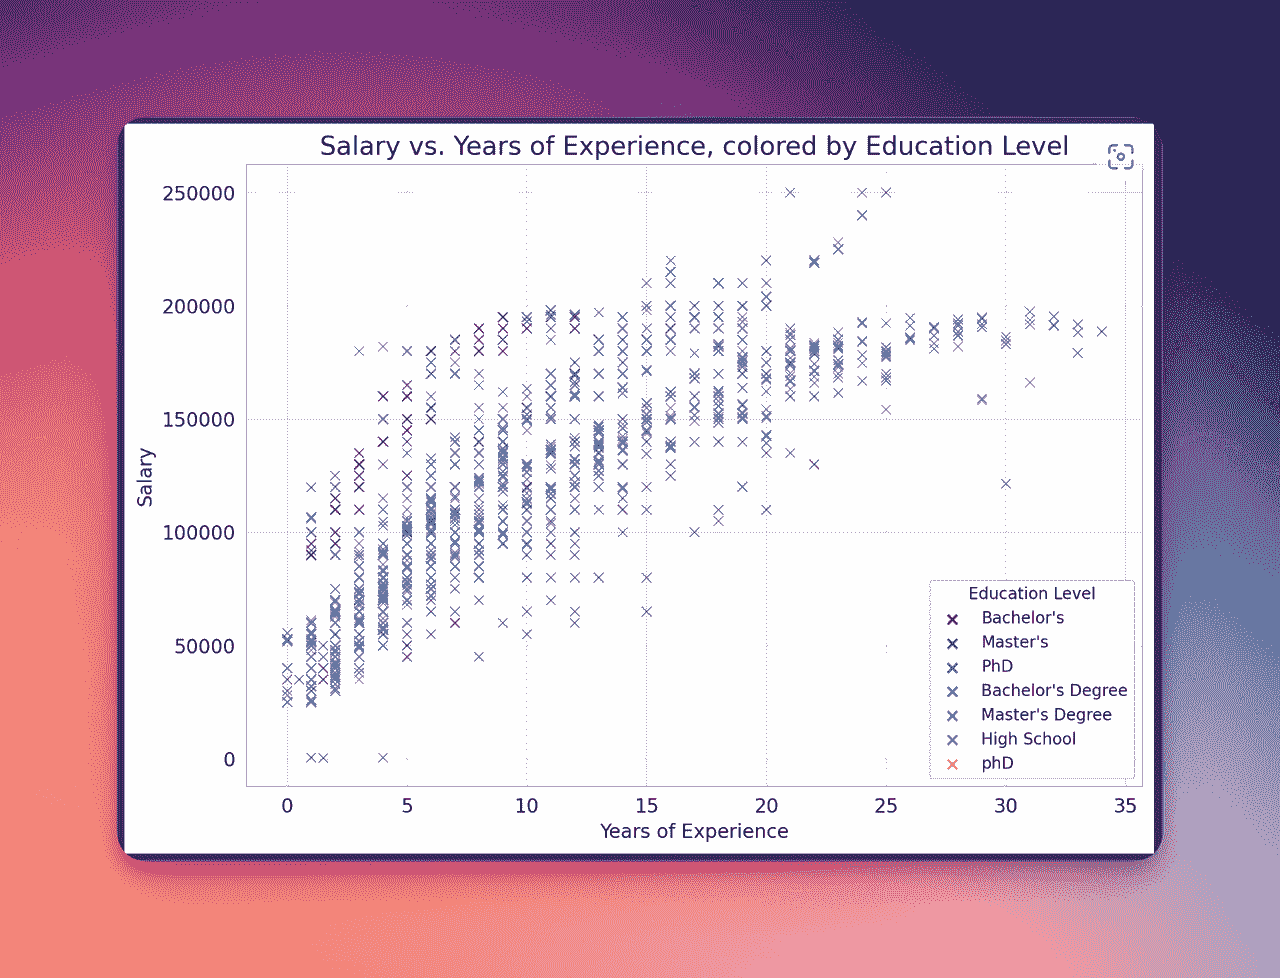 Salary vs. Years of Experience, colored by Education Level
250000
200000
150000
100000
50000
0
Salary
Education Level
Bachelor's
Master's
PhD
Bachelor's Degree
Master's Degree
High School
phD
0 5 10 15 20 25 30 35
Years of Experience